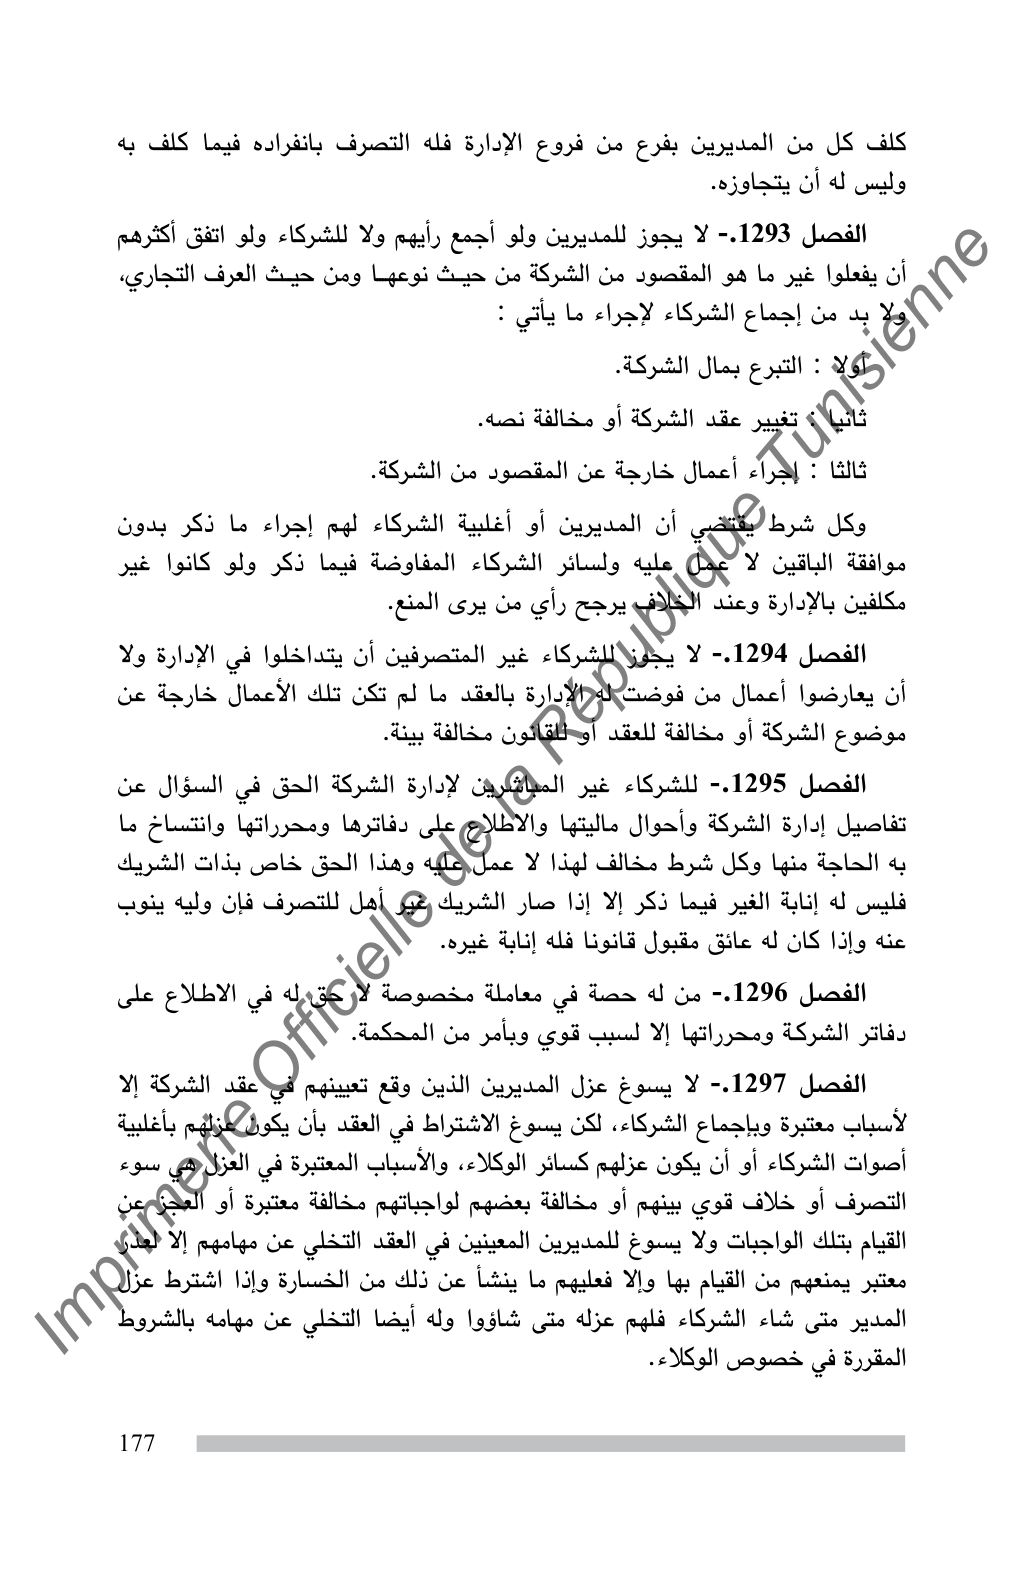 كلف كل من المديرين بفرع من فروع الإدارة فله التصرف بانفراده فيما كلف به
وليس له أن يتجاوزه.
الفصل 1293.- لا يجوز للمديرين ولو أجمع رأيهم ولا للشركاء ولو اتفق أكثرهم
أن يفعلوا غير ما هو المقصود من الشركة من حيث نوعها ومن حيث العرف التجاري،
ولا بد من إجماع الشركاء لإجراء ما يأتي :
أولا : التبرع بمال الشركة.
ثانيا : تغيير عقد الشركة أو مخالفة نصه.
ثالثا : إجراء أعمال خارجة عن المقصود من الشركة.
وكل شرط يقتضي أن المديرين أو أغلبية الشركاء لهم إجراء ما ذكر بدون
موافقة الباقين لا عمل عليه ولسائر الشركاء المفاوضة فيما ذكر ولو كانوا غير
مكلفين بالإدارة وعند الخلاف يرجح رأي من يرى المنع.
الفصل 1294.- لا يجوز للشركاء غير المتصرفين أن يتداخلوا في الإدارة ولا
أن يعارضوا أعمال من فوضت له الإدارة بالعقد ما لم تكن تلك الأعمال خارجة عن
موضوع الشركة أو مخالفة للعقد أو للقانون مخالفة بينة.
الفصل 1295.- للشركاء غير المباشرين لإدارة الشركة الحق في السؤال عن
تفاصيل إدارة الشركة وأحوال ماليتها والاطلاع على دفاترها ومحرراتها وانتساخ ما
به الحاجة منها وكل شرط مخالف لهذا لا عمل عليه وهذا الحق خاص بذات الشريك
فليس له إنابة الغير فيما ذكر إلا إذا صار الشريك غير أهل للتصرف فإن وليه ينوب
عنه وإذا كان له عائق مقبول قانونا فله إنابة غيره.
الفصل 1296.- من له حصة في معاملة مخصوصة لا حق له في الاطلاع على
دفاتر الشركة ومحرراتها إلا لسبب قوي وبأمر من المحكمة.
الفصل 1297.- لا يسوغ عزل المديرين الذين وقع تعيينهم في عقد الشركة إلا
لأسباب معتبرة وبإجماع الشركاء، لكن يسوغ الاشتراط في العقد بأن يكون عزلهم بأغلبية
أصوات الشركاء أو أن يكون عزلهم كسائر الوكلاء، والأسباب المعتبرة في العزل هي سوء
التصرف أو خلاف قوي بينهم أو مخالفة بعضهم لواجباتهم مخالفة معتبرة أو العجز عن
القيام بتلك الواجبات ولا يسوغ للمديرين المعينين في العقد التخلي عن مهامهم إلا لعذر
معتبر يمنعهم من القيام بها وإلا فعليهم ما ينشأ عن ذلك من الخسارة وإذا اشترط عزل
المدير متى شاء الشركاء فلهم عزله متى شاؤوا وله أيضا التخلي عن مهامه بالشروط
المقررة في خصوص الوكلاء.
177
Imprimerie Officielle de la République Tunisienne